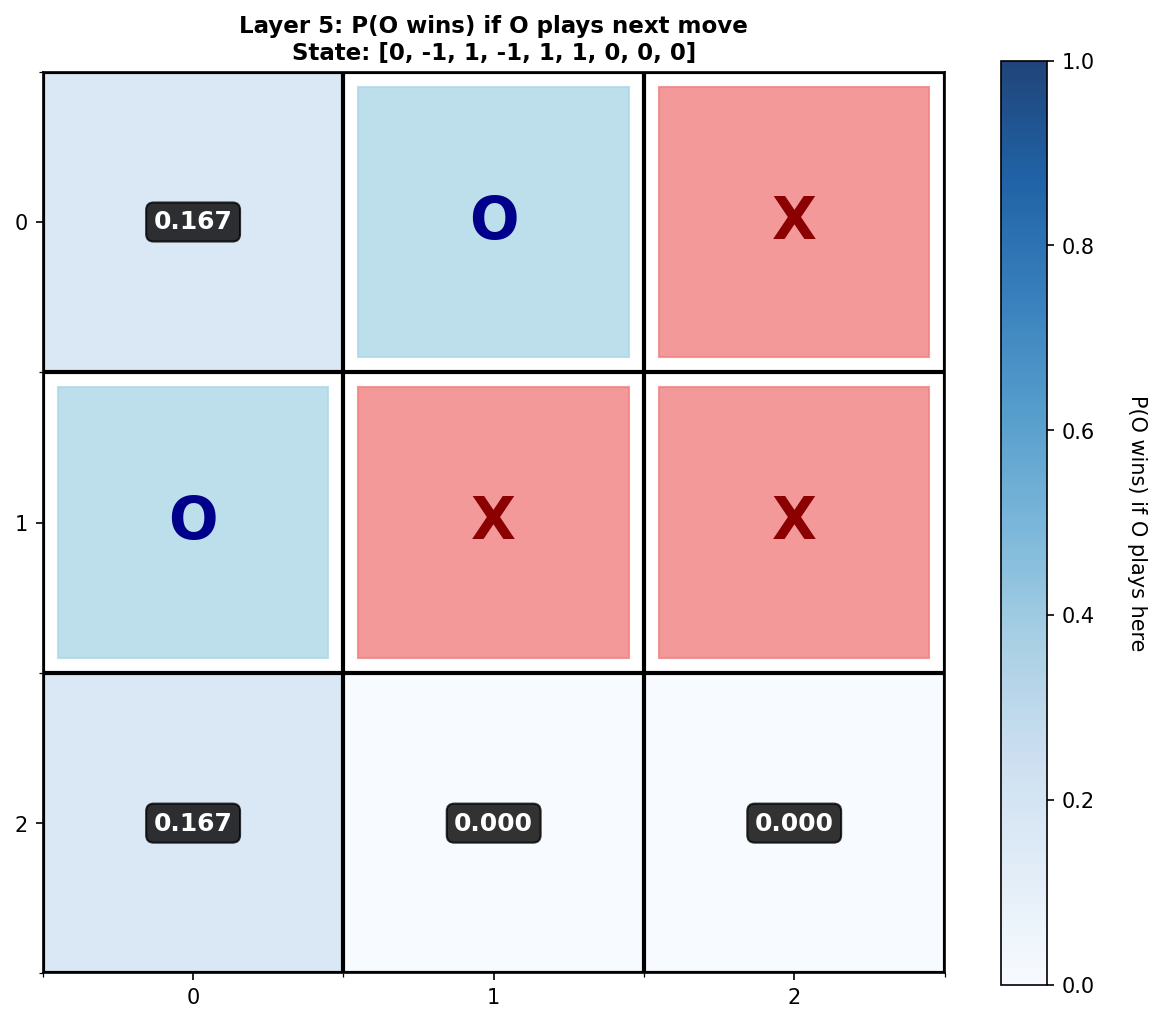 Layer 5: P(O wins) if O plays next move
State: [0, -1, 1, -1, 1, 1, 0, 0, 0]
0
0.167
O
X
1
O
X
X
2
0.167
0.000
0.000
0
1
2
1.0
0.8
0.6
0.4
0.2
0.0
P(O wins) if O plays here